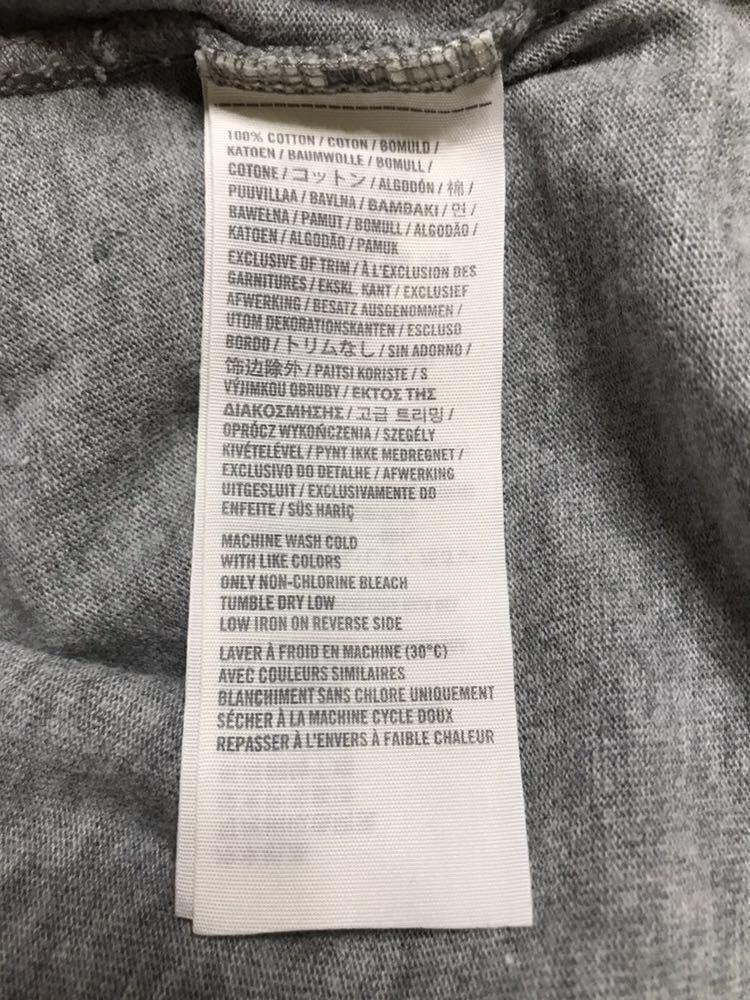 100% COTTON / COTON / BOMULD /
KATOEN / BAUMWOLLE / BOMULL /
COTONE / コットン / ALGODÓN / 棉 /
PUUVILLAA / BAVLNA / BAMBAKI / 면 /
BAWEŁNA / PAMUT / BOMULL / ALGODÃO /
KATOEN / ALGODÃO / PAMUK
EXCLUSIVE OF TRIM / À L'EXCLUSION DES
GARNITURES / EKSKL. KANT / EXCLUSIEF
AFWERKING / BESATZ AUSGENOMMEN /
UTOM DEKORATIONSKANTEN / ESCLUSO
BORDO / トリムなし / SIN ADORNO /
饰边除外 / PAITSI KORISTE / S
VÝJIMKOU OBRUBY / ΕΚΤΟΣ ΤΗΣ
ΔΙΑΚΟΣΜΗΣΗΣ / 고급 트리밍 /
OPRÓCZ WYKOŃCZENIA / SZEGÉLY
KIVÉTELÉVEL / PYNT IKKE MEDREGNET /
EXCLUSIVO DO DETALHE / AFWERKING
UITGESLUIT / EXCLUSIVAMENTE DO
ENFEITE / SÜS HARİÇ
MACHINE WASH COLD
WITH LIKE COLORS
ONLY NON-CHLORINE BLEACH
TUMBLE DRY LOW
LOW IRON ON REVERSE SIDE
LAVER À FROID EN MACHINE (30°C)
AVEC COULEURS SIMILAIRES
BLANCHIMENT SANS CHLORE UNIQUEMENT
SÉCHER À LA MACHINE CYCLE DOUX
REPASSER À L'ENVERS À FAIBLE CHALEUR